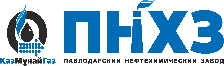 ПНХЗ
КазМунайГаз ПАВЛОДАРСКИЙ НЕФТЕХИМИЧЕСКИЙ ЗАВОД